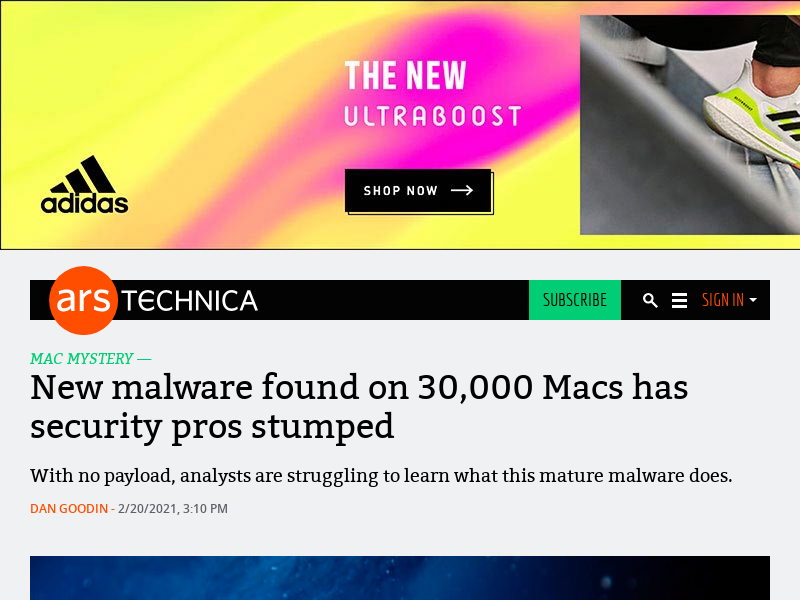 THE NEW
ULTRABOOST
SHOP NOW
adidas
ars TECHNICA
SUBSCRIBE
SIGN IN
MAC MYSTERY —
New malware found on 30,000 Macs has
security pros stumped
With no payload, analysts are struggling to learn what this mature malware does.
DAN GOODIN - 2/20/2021, 3:10 PM